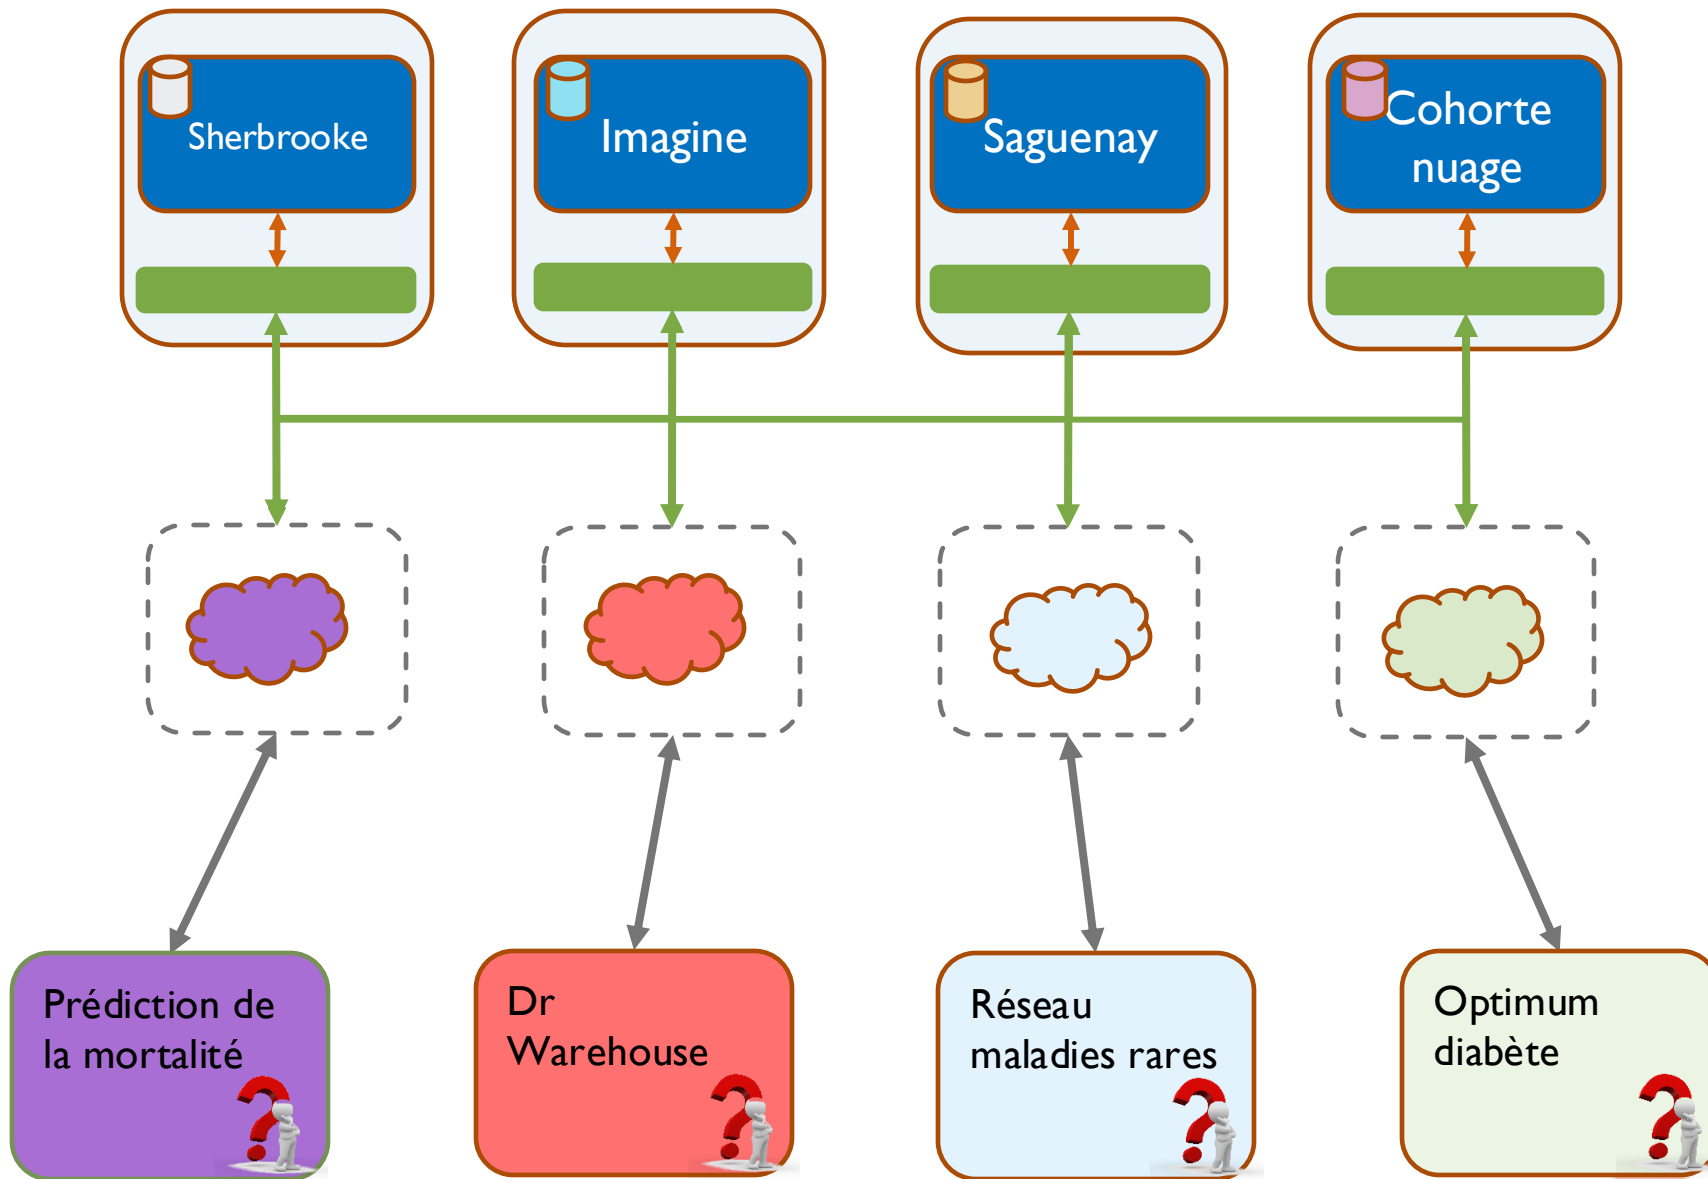 Sherbrooke
Imagine
Saguenay
Cohorte
nuage
Prédiction de
la mortalité
Dr
Warehouse
Réseau
maladies rares
Optimum
diabète